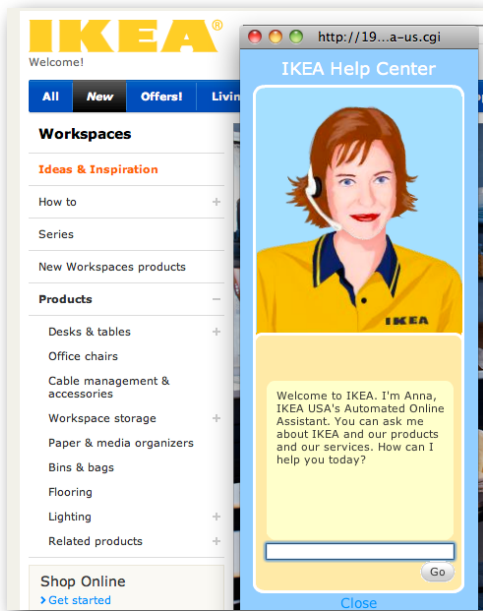 IKEA®
Welcome!
All New Offers! Livin
Workspaces
Ideas & Inspiration
How to +
Series
New Workspaces products
Products −
Desks & tables +
Office chairs
Cable management &
accessories
Workspace storage +
Paper & media organizers
Bins & bags
Flooring
Lighting +
Related products +
Shop Online
Get started
http://19...a-us.cgi
IKEA Help Center
IKEA
Welcome to IKEA. I'm Anna,
IKEA USA's Automated Online
Assistant. You can ask me
about IKEA and our products
and our services. How can I
help you today?
Go
Close